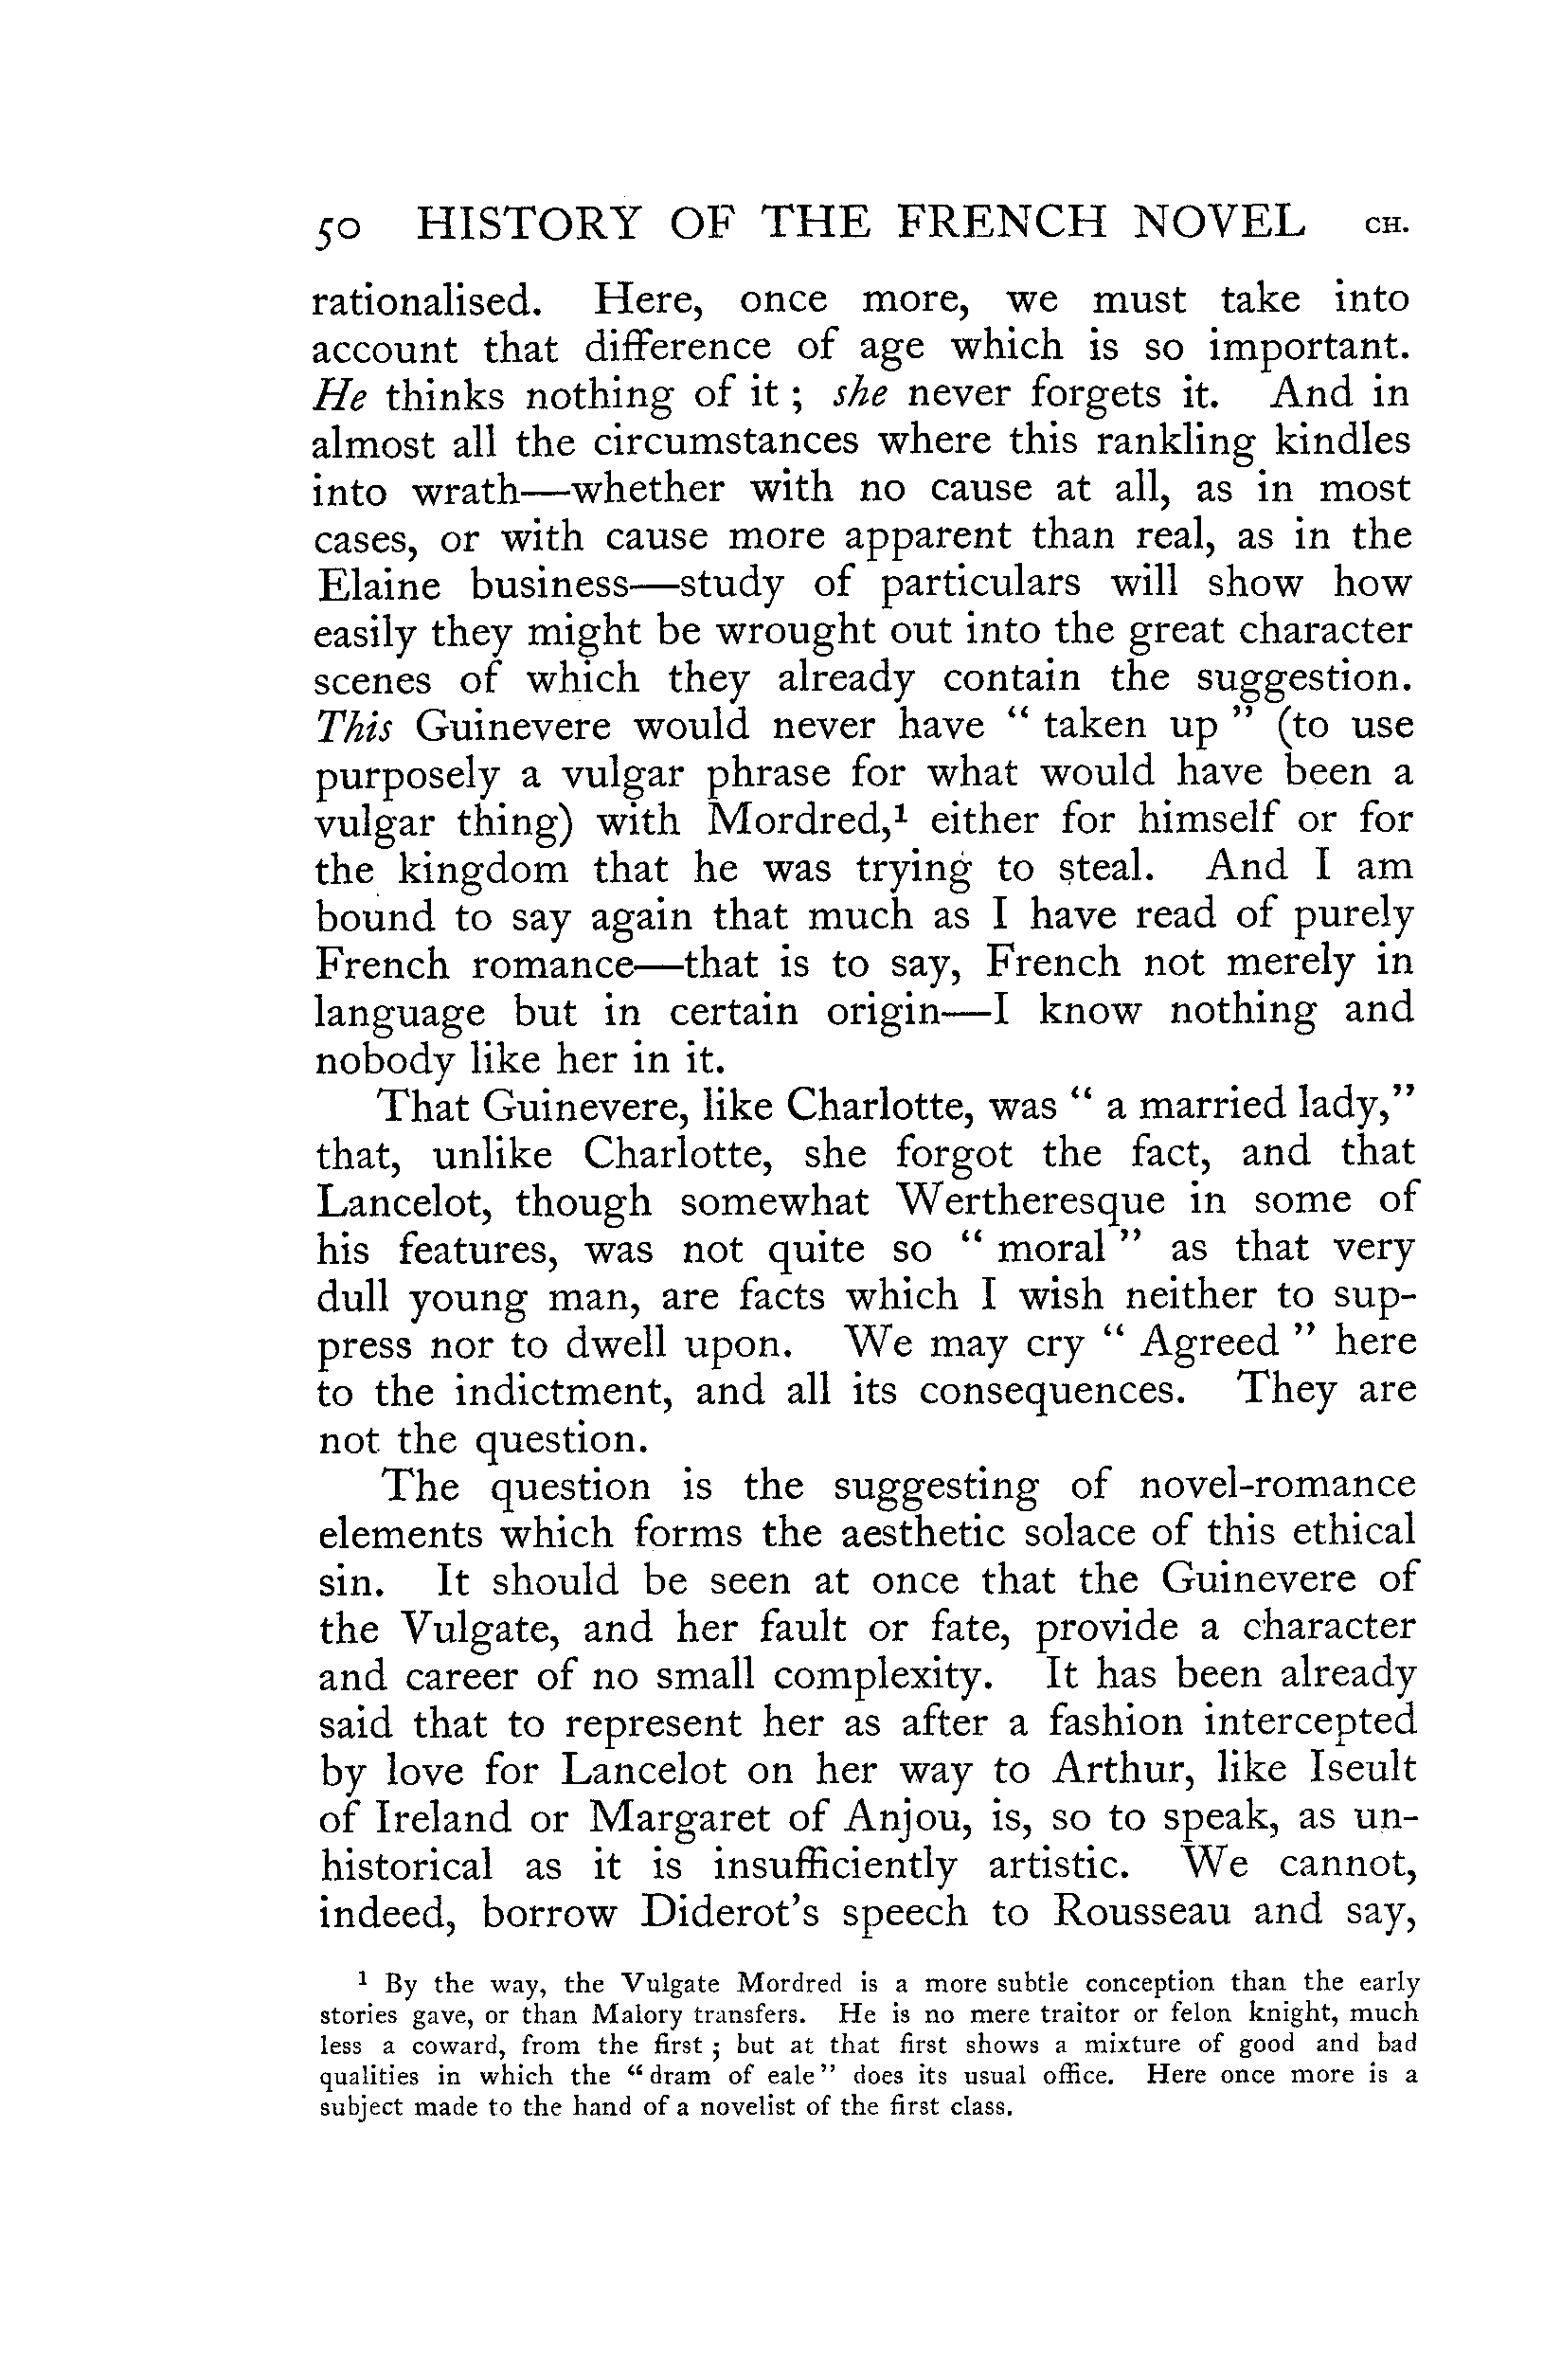 50 HISTORY OF THE FRENCH NOVEL CH.
rationalised. Here, once more, we must take into
account that difference of age which is so important.
He thinks nothing of it ; she never forgets it. And in
almost all the circumstances where this rankling kindles
into wrath—whether with no cause at all, as in most
cases, or with cause more apparent than real, as in the
Elaine business—study of particulars will show how
easily they might be wrought out into the great character
scenes of which they already contain the suggestion.
This Guinevere would never have “ taken up ” (to use
purposely a vulgar phrase for what would have been a
vulgar thing) with Mordred,¹ either for himself or for
the kingdom that he was trying to steal. And I am
bound to say again that much as I have read of purely
French romance—that is to say, French not merely in
language but in certain origin—I know nothing and
nobody like her in it.
That Guinevere, like Charlotte, was “ a married lady,”
that, unlike Charlotte, she forgot the fact, and that
Lancelot, though somewhat Wertheresque in some of
his features, was not quite so “ moral ” as that very
dull young man, are facts which I wish neither to sup-
press nor to dwell upon. We may cry “ Agreed ” here
to the indictment, and all its consequences. They are
not the question.
The question is the suggesting of novel-romance
elements which forms the aesthetic solace of this ethical
sin. It should be seen at once that the Guinevere of
the Vulgate, and her fault or fate, provide a character
and career of no small complexity. It has been already
said that to represent her as after a fashion intercepted
by love for Lancelot on her way to Arthur, like Iseult
of Ireland or Margaret of Anjou, is, so to speak, as un-
historical as it is insufficiently artistic. We cannot,
indeed, borrow Diderot’s speech to Rousseau and say,
¹ By the way, the Vulgate Mordred is a more subtle conception than the early
stories gave, or than Malory transfers. He is no mere traitor or felon knight, much
less a coward, from the first ; but at that first shows a mixture of good and bad
qualities in which the “dram of eale” does its usual office. Here once more is a
subject made to the hand of a novelist of the first class.